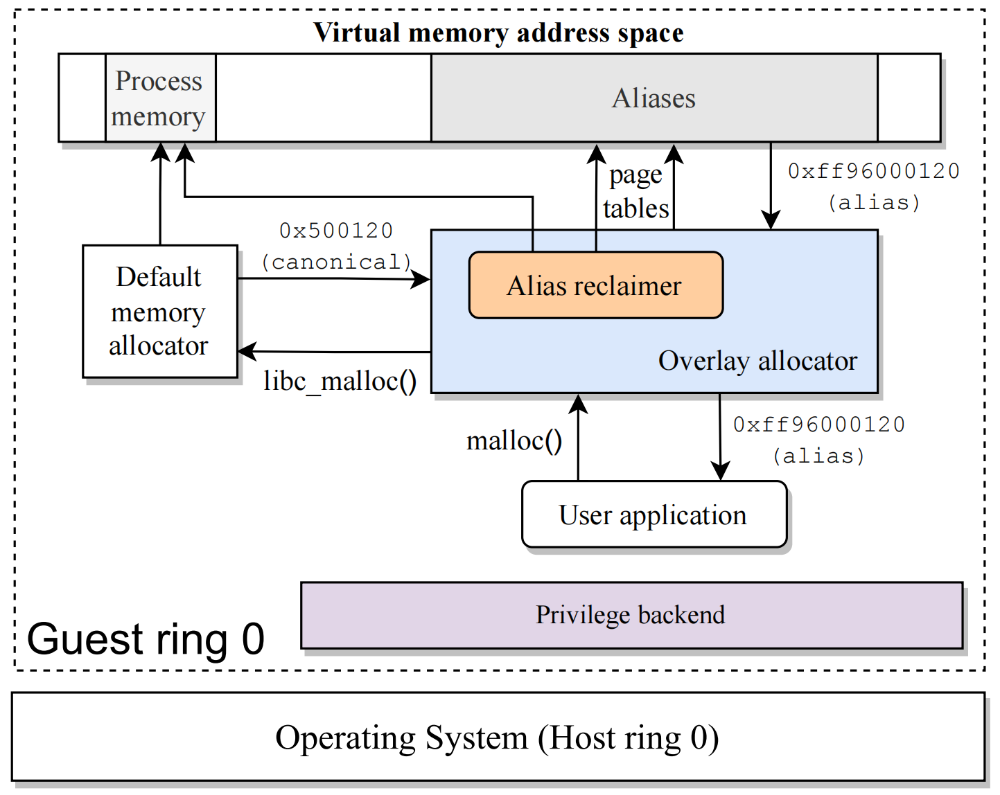 Virtual memory address space
Process
memory
Aliases
page
tables
0xff96000120
(alias)
0x500120
(canonical)
Default
memory
allocator
Alias reclaimer
Overlay allocator
libc_malloc()
malloc()
0xff96000120
(alias)
User application
Privilege backend
Guest ring 0
Operating System (Host ring 0)